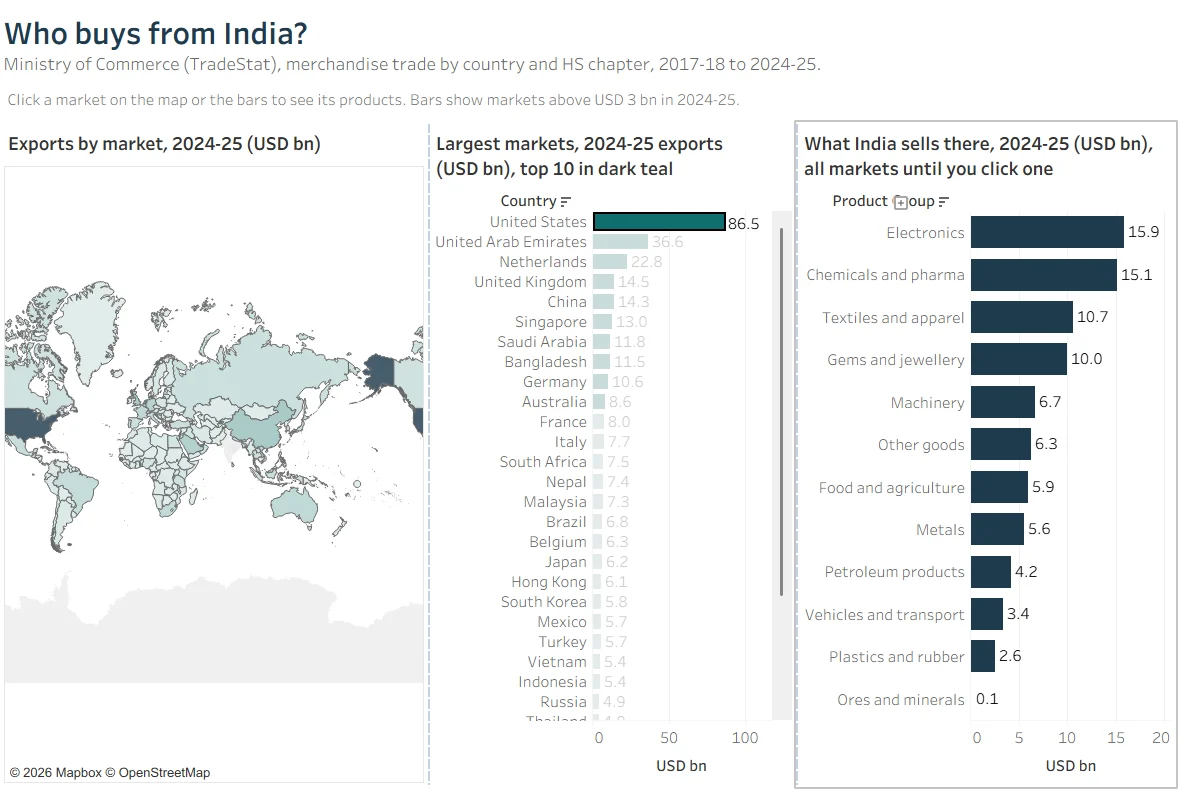 Who buys from India?
Ministry of Commerce (TradeStat), merchandise trade by country and HS chapter, 2017-18 to 2024-25.
Click a market on the map or the bars to see its products. Bars show markets above USD 3 bn in 2024-25.
Exports by market, 2024-25 (USD bn)
© 2026 Mapbox © OpenStreetMap
Largest markets, 2024-25 exports
(USD bn), top 10 in dark teal
Country
United States 86.5
United Arab Emirates 36.6
Netherlands 22.8
United Kingdom 14.5
China 14.3
Singapore 13.0
Saudi Arabia 11.8
Bangladesh 11.5
Germany 10.6
Australia 8.6
France 8.0
Italy 7.7
South Africa 7.5
Nepal 7.4
Malaysia 7.3
Brazil 6.8
Belgium 6.3
Japan 6.2
Hong Kong 6.1
South Korea 5.8
Mexico 5.7
Turkey 5.7
Vietnam 5.4
Indonesia 5.4
Russia 4.9
Thailand
0 50 100
USD bn
What India sells there, 2024-25 (USD bn),
all markets until you click one
Product
Electronics 15.9
Chemicals and pharma 15.1
Textiles and apparel 10.7
Gems and jewellery 10.0
Machinery 6.7
Other goods 6.3
Food and agriculture 5.9
Metals 5.6
Petroleum products 4.2
Vehicles and transport 3.4
Plastics and rubber 2.6
Ores and minerals 0.1
0 5 10 15 20
USD bn